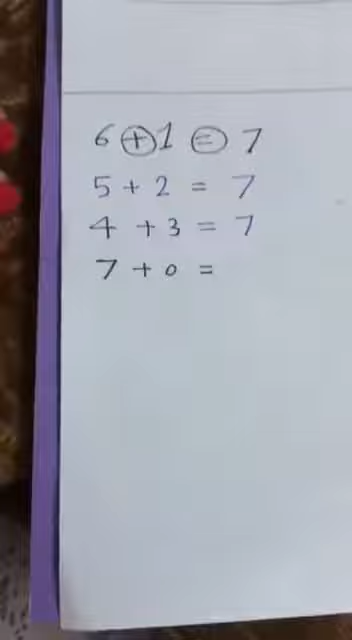 6 + 1 = 7
5 + 2 = 7
4 + 3 = 7
7 + 0 =